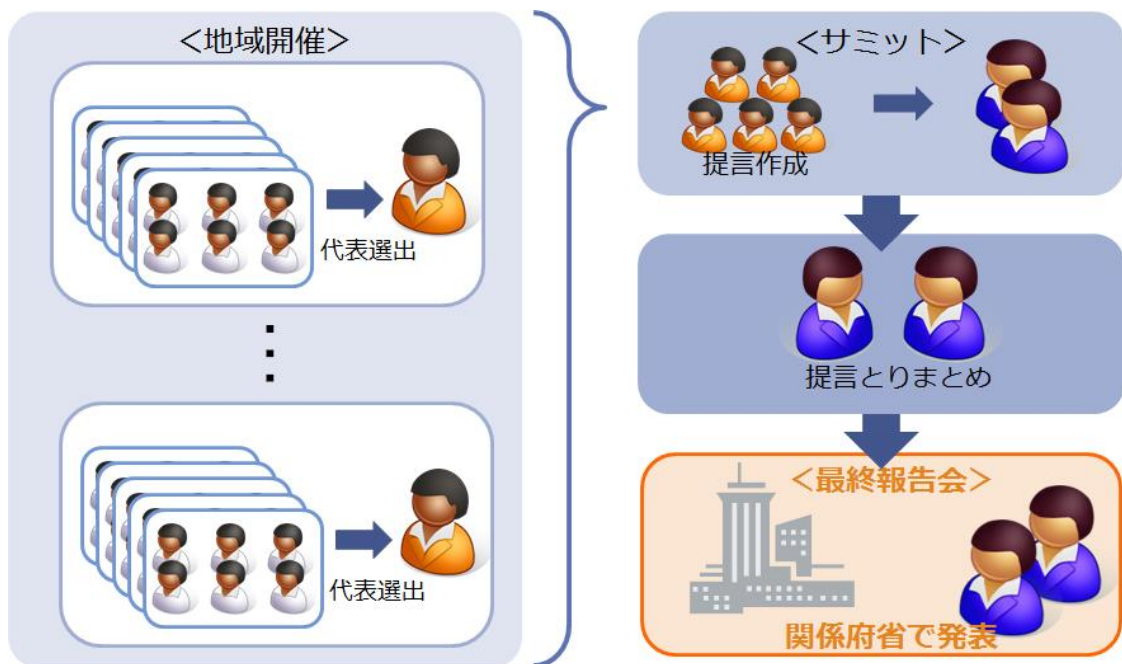 <地域開催>
代表選出
代表選出
<サミット>
提言作成
提言とりまとめ
<最終報告会>
関係府省で発表